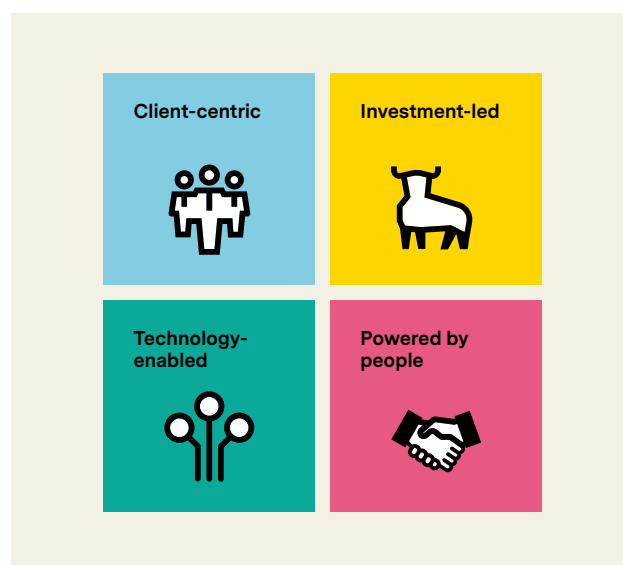 Client-centric
Investment-led
Technology-
enabled
Powered by
people